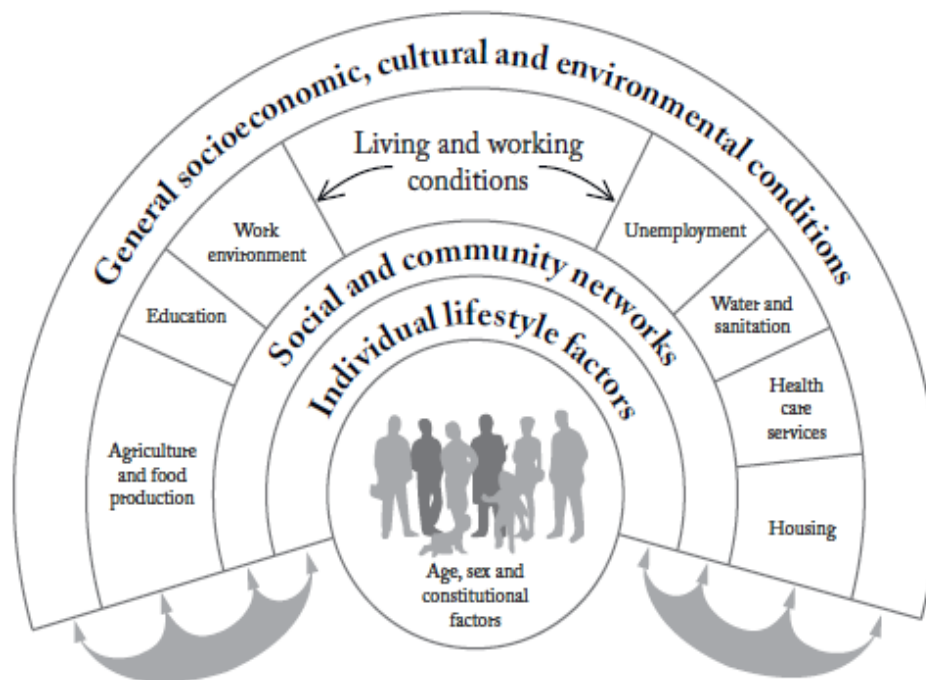 General socioeconomic, cultural and environmental conditions
Living and working
conditions
Work
environment
Unemployment
Education
Water and
sanitation
Agriculture
and food
production
Health
care
services
Housing
Social and community networks
Individual lifestyle factors
Age, sex and
constitutional
factors